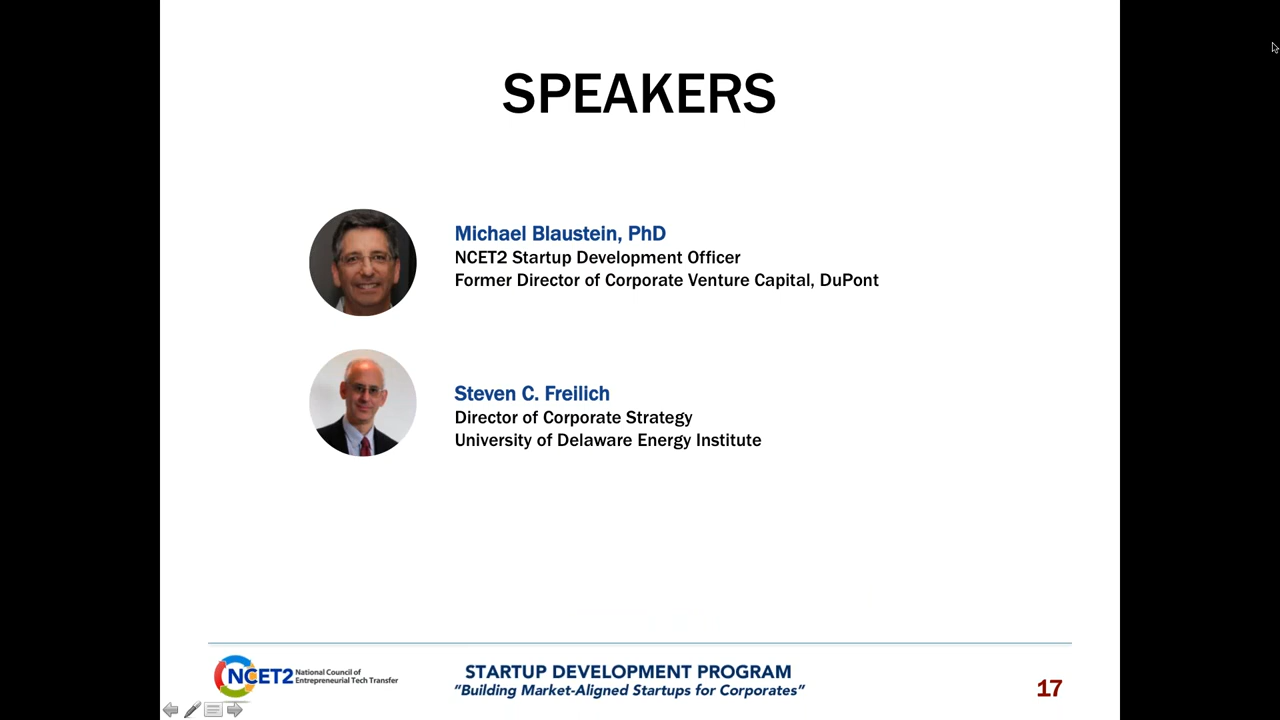 SPEAKERS
Michael Blaustein, PhD
NCET2 Startup Development Officer
Former Director of Corporate Venture Capital, DuPont
Steven C. Freilich
Director of Corporate Strategy
University of Delaware Energy Institute
NCET2
National Council of
Entrepreneurial Tech Transfer
STARTUP DEVELOPMENT PROGRAM
"Building Market-Aligned Startups for Corporates"
17